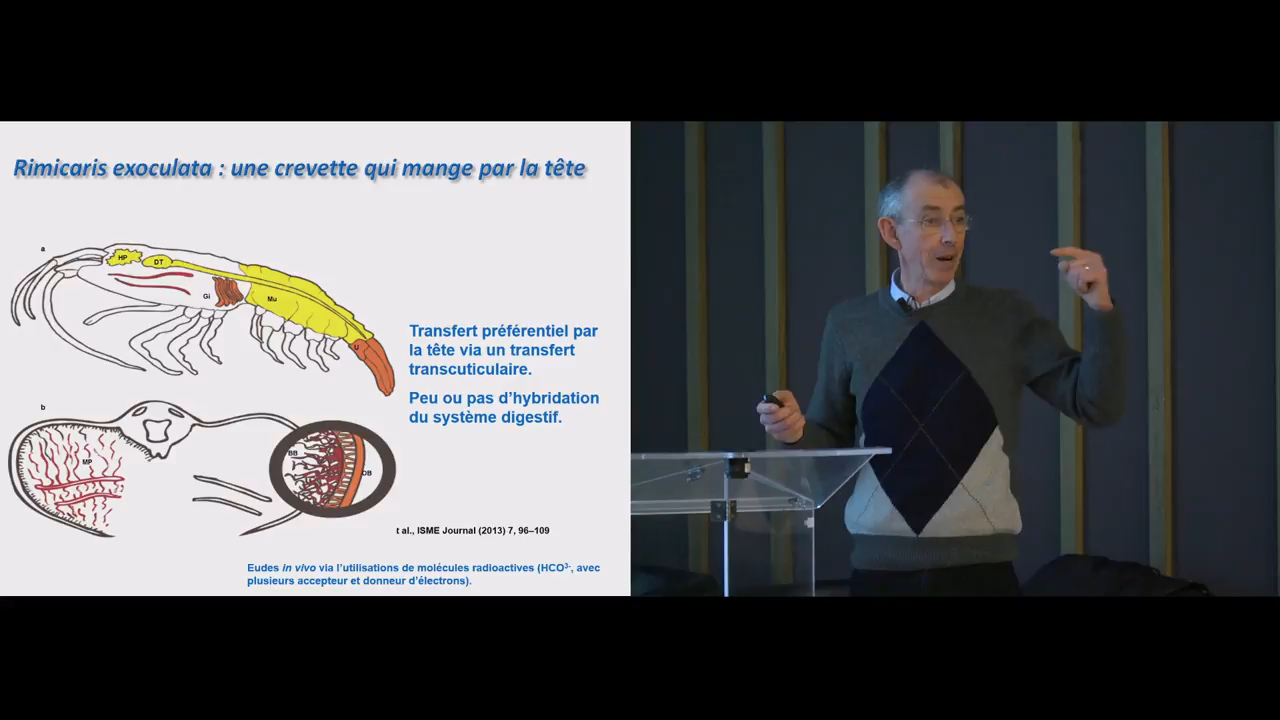 Rimicaris exoculata : une crevette qui mange par la tête
a
HP
DT
Gi
Mu
U
Transfert préférentiel par
la tête via un transfert
transcuticulaire.
Peu ou pas d’hybridation
du système digestif.
b
MP
BB
OB
t al., ISME Journal (2013) 7, 96–109
Eudes in vivo via l’utilisations de molécules radioactives (HCO³⁻, avec
plusieurs accepteur et donneur d’électrons).